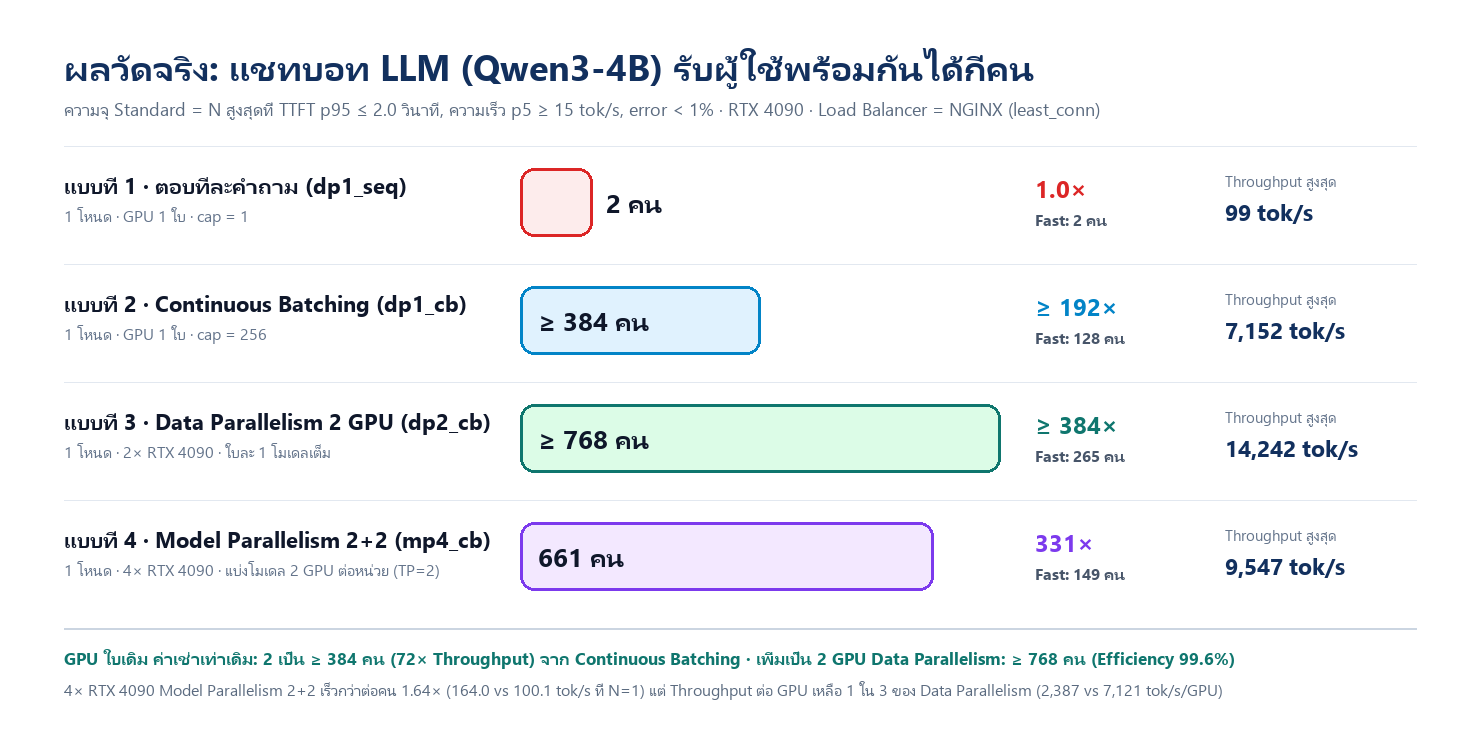 ผลวัดจริง: แชทบอท LLM (Qwen3-4B) รับผู้ใช้พร้อมกันได้กี่คน
ความจุ Standard = N สูงสุดที่ TTFT p95 ≤ 2.0 วินาที, ความเร็ว p5 ≥ 15 tok/s, error < 1% · RTX 4090 · Load Balancer = NGINX (least_conn)
แบบที่ 1 · ตอบทีละคำถาม (dp1_seq)
1 โหนด · GPU 1 ใบ · cap = 1
2 คน
1.0×
Fast: 2 คน
Throughput สูงสุด
99 tok/s
แบบที่ 2 · Continuous Batching (dp1_cb)
1 โหนด · GPU 1 ใบ · cap = 256
≥ 384 คน
≥ 192×
Fast: 128 คน
Throughput สูงสุด
7,152 tok/s
แบบที่ 3 · Data Parallelism 2 GPU (dp2_cb)
1 โหนด · 2× RTX 4090 · ใบละ 1 โมเดลเต็ม
≥ 768 คน
≥ 384×
Fast: 265 คน
Throughput สูงสุด
14,242 tok/s
แบบที่ 4 · Model Parallelism 2+2 (mp4_cb)
1 โหนด · 4× RTX 4090 · แบ่งโมเดล 2 GPU ต่อหน่วย (TP=2)
661 คน
331×
Fast: 149 คน
Throughput สูงสุด
9,547 tok/s
GPU ใบเดิม ค่าเช่าเท่าเดิม: 2 เป็น ≥ 384 คน (72× Throughput) จาก Continuous Batching · เพิ่มเป็น 2 GPU Data Parallelism: ≥ 768 คน (Efficiency 99.6%)
4× RTX 4090 Model Parallelism 2+2 เร็วกว่าต่อคน 1.64× (164.0 vs 100.1 tok/s ที่ N=1) แต่ Throughput ต่อ GPU เหลือ 1 ใน 3 ของ Data Parallelism (2,387 vs 7,121 tok/s/GPU)